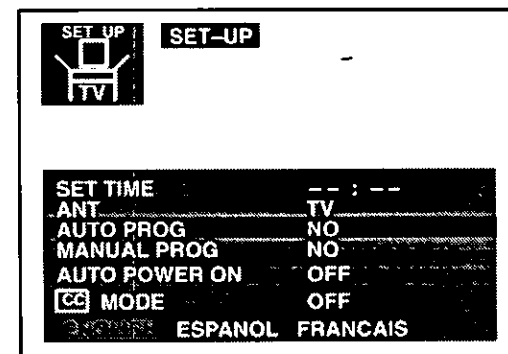 SET UP
TV
SET–UP
SET TIME -- : --
ANT TV
AUTO PROG NO
MANUAL PROG NO
AUTO POWER ON OFF
CC MODE OFF
ESPANOL FRANCAIS